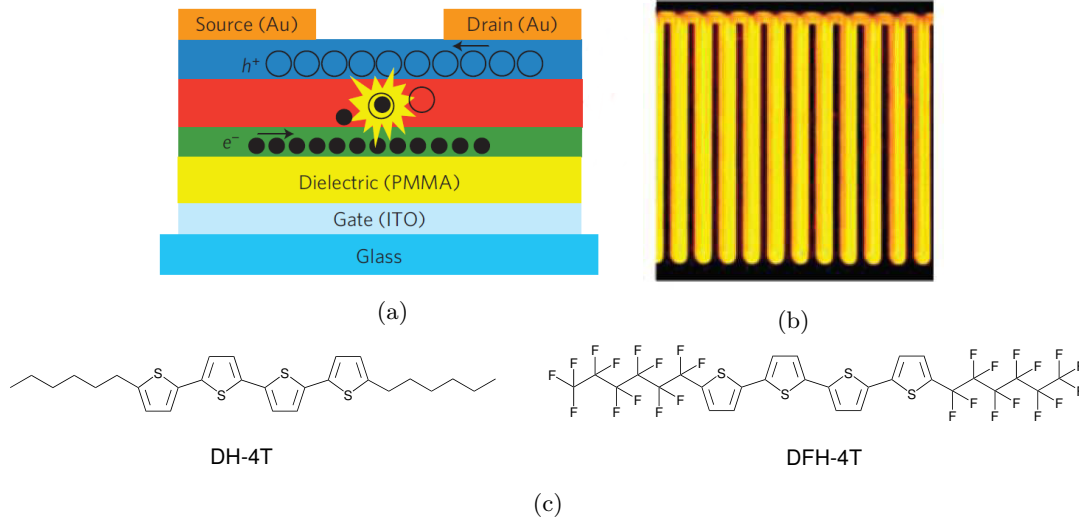 Source (Au)
Drain (Au)
h+
e−
Dielectric (PMMA)
Gate (ITO)
Glass
(a)
(b)
S
S
S
S
DH-4T
F F F F F F
F F F F F F F
S
S
S
S
F F F F F F
F F F F F F F
DFH-4T
(c)